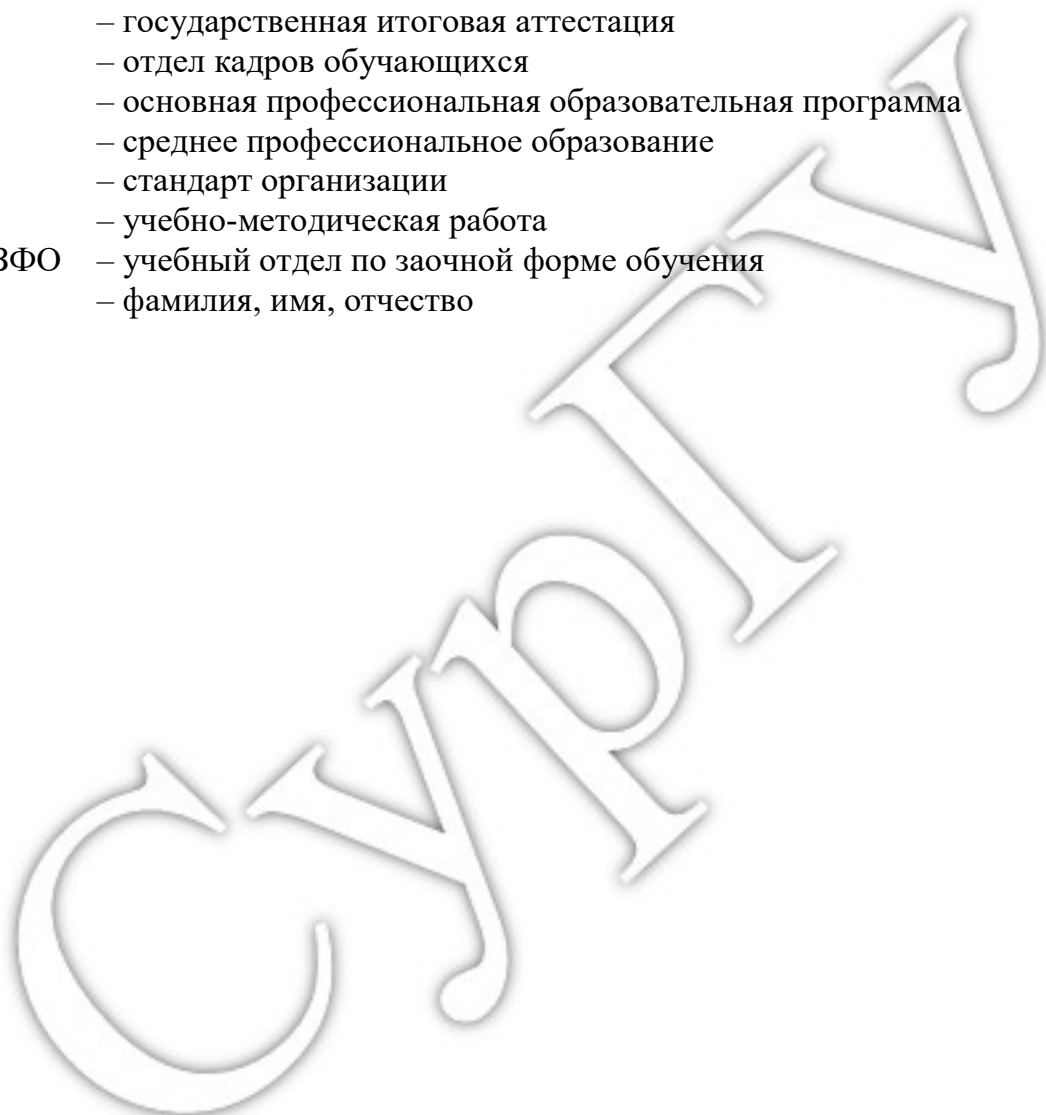 – государственная итоговая аттестация
– отдел кадров обучающихся
– основная профессиональная образовательная программа
– среднее профессиональное образование
– стандарт организации
– учебно-методическая работа
ЗФО – учебный отдел по заочной форме обучения
– фамилия, имя, отчество
СурГУ